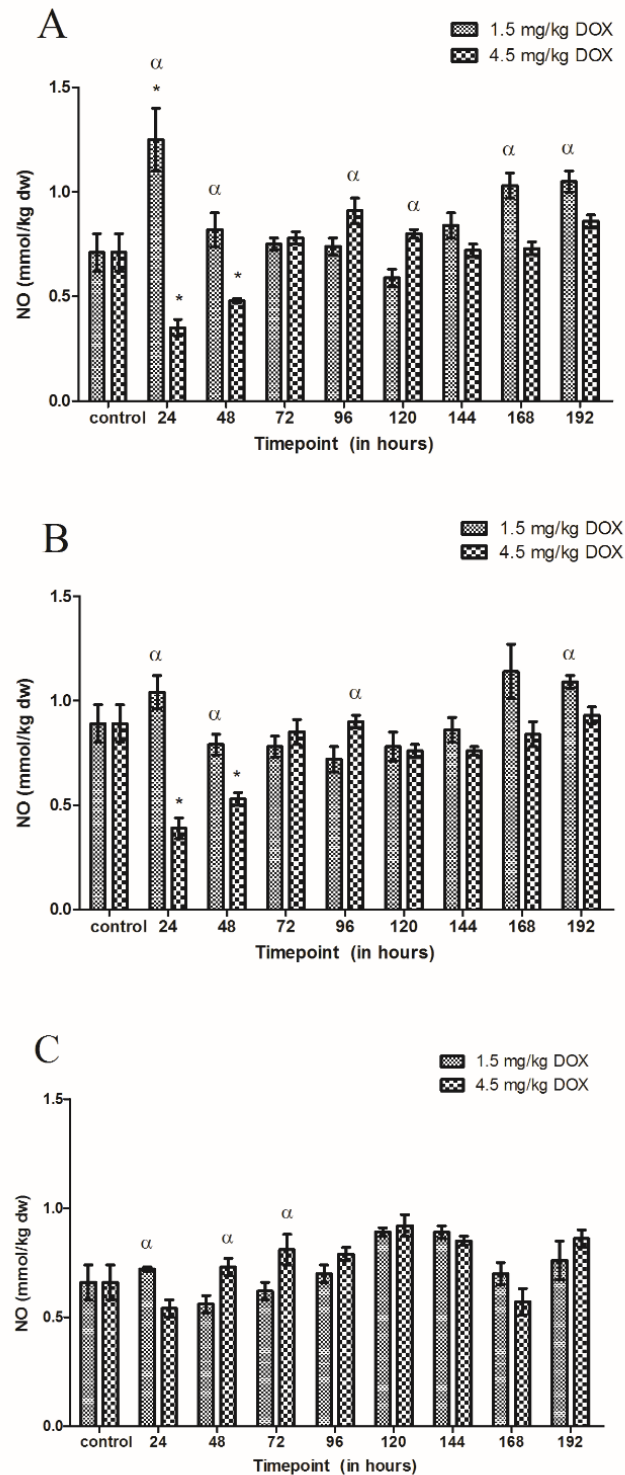 A
1.5 mg/kg DOX
4.5 mg/kg DOX
NO (mmol/kg dw)
1.5
1.0
0.5
0.0
α
*
*
α
*
α
α
α
α
control 24 48 72 96 120 144 168 192
Timepoint (in hours)
B
1.5 mg/kg DOX
4.5 mg/kg DOX
NO (mmol/kg dw)
1.5
1.0
0.5
0.0
α
*
α
*
α
α
control 24 48 72 96 120 144 168 192
Timepoint (in hours)
C
1.5 mg/kg DOX
4.5 mg/kg DOX
NO (mmol/kg dw)
1.5
1.0
0.5
0.0
α
α
α
control 24 48 72 96 120 144 168 192
Timepoint (in hours)